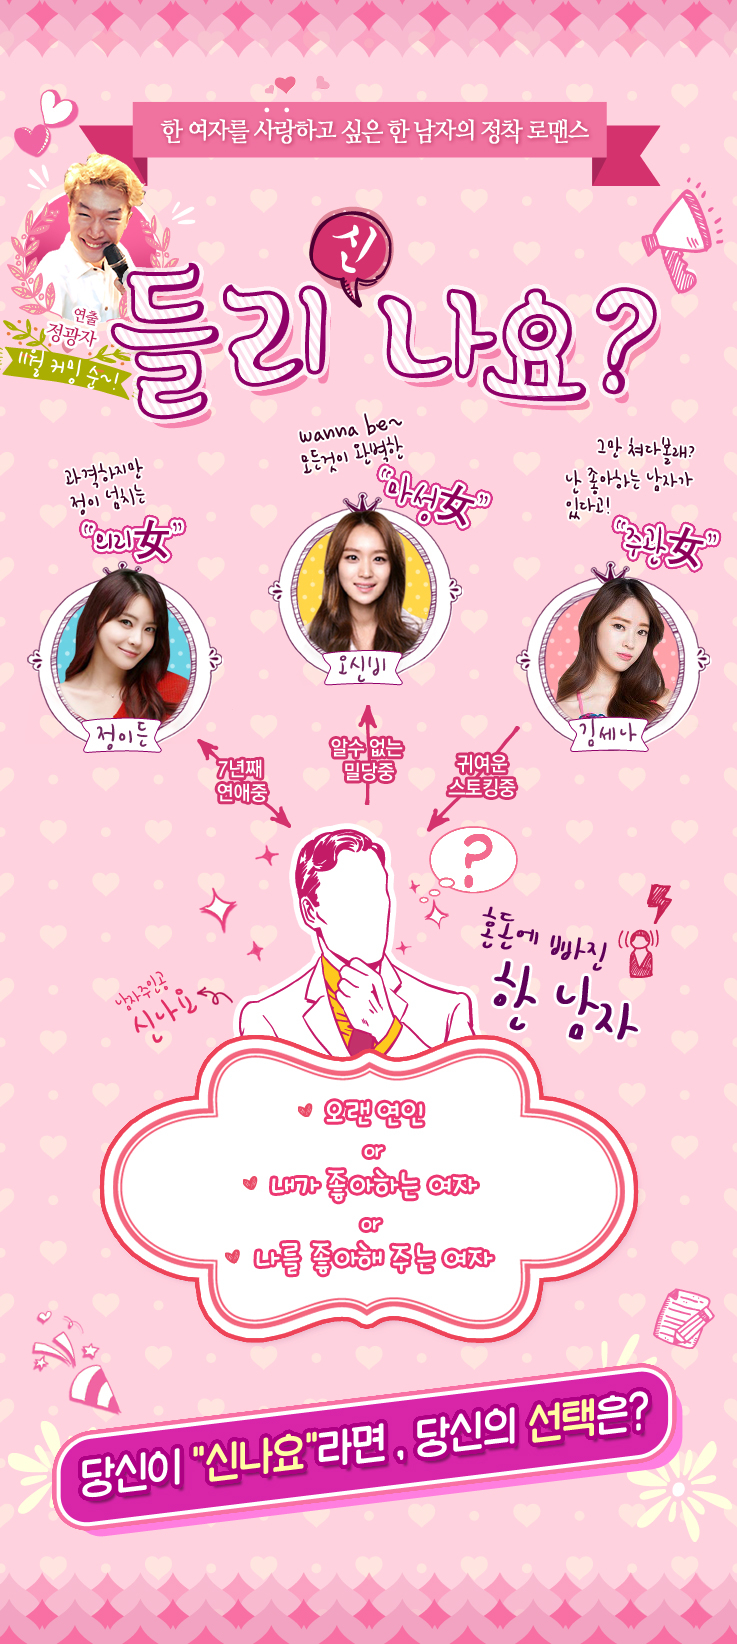 한 여자를 사랑하고 싶은 한 남자의 정착 로맨스
신
들리 나요?
연출
정광자
11월 커밍 순~!
wanna be~
모든것이 완벽한
"마성女"
과격하지만
정이 넘치는
"의리女"
그만 쳐다볼래?
난 좋아하는 남자가
있다고!
"주관女"
오신비
정이든
김세나
7년째
연애중
알수 없는
밀당중
귀여운
스토킹중
?
혼돈에 빠진
한 남자
남자주인공
신나요
오랜 연인
or
내가 좋아하는 여자
or
나를 좋아해 주는 여자
당신이 "신나요"라면 , 당신의 선택은?